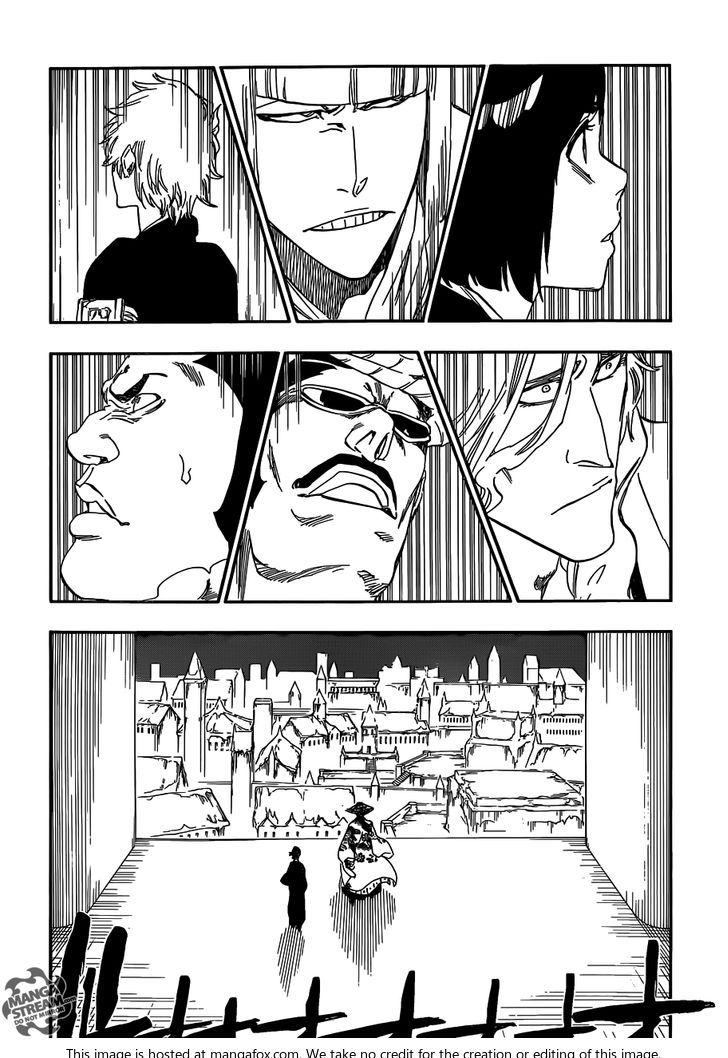 MANGA
STREAM
DO NOT MIRROR
This image is hosted at mangafox.com. We take no credit for the creation or editing of this image.